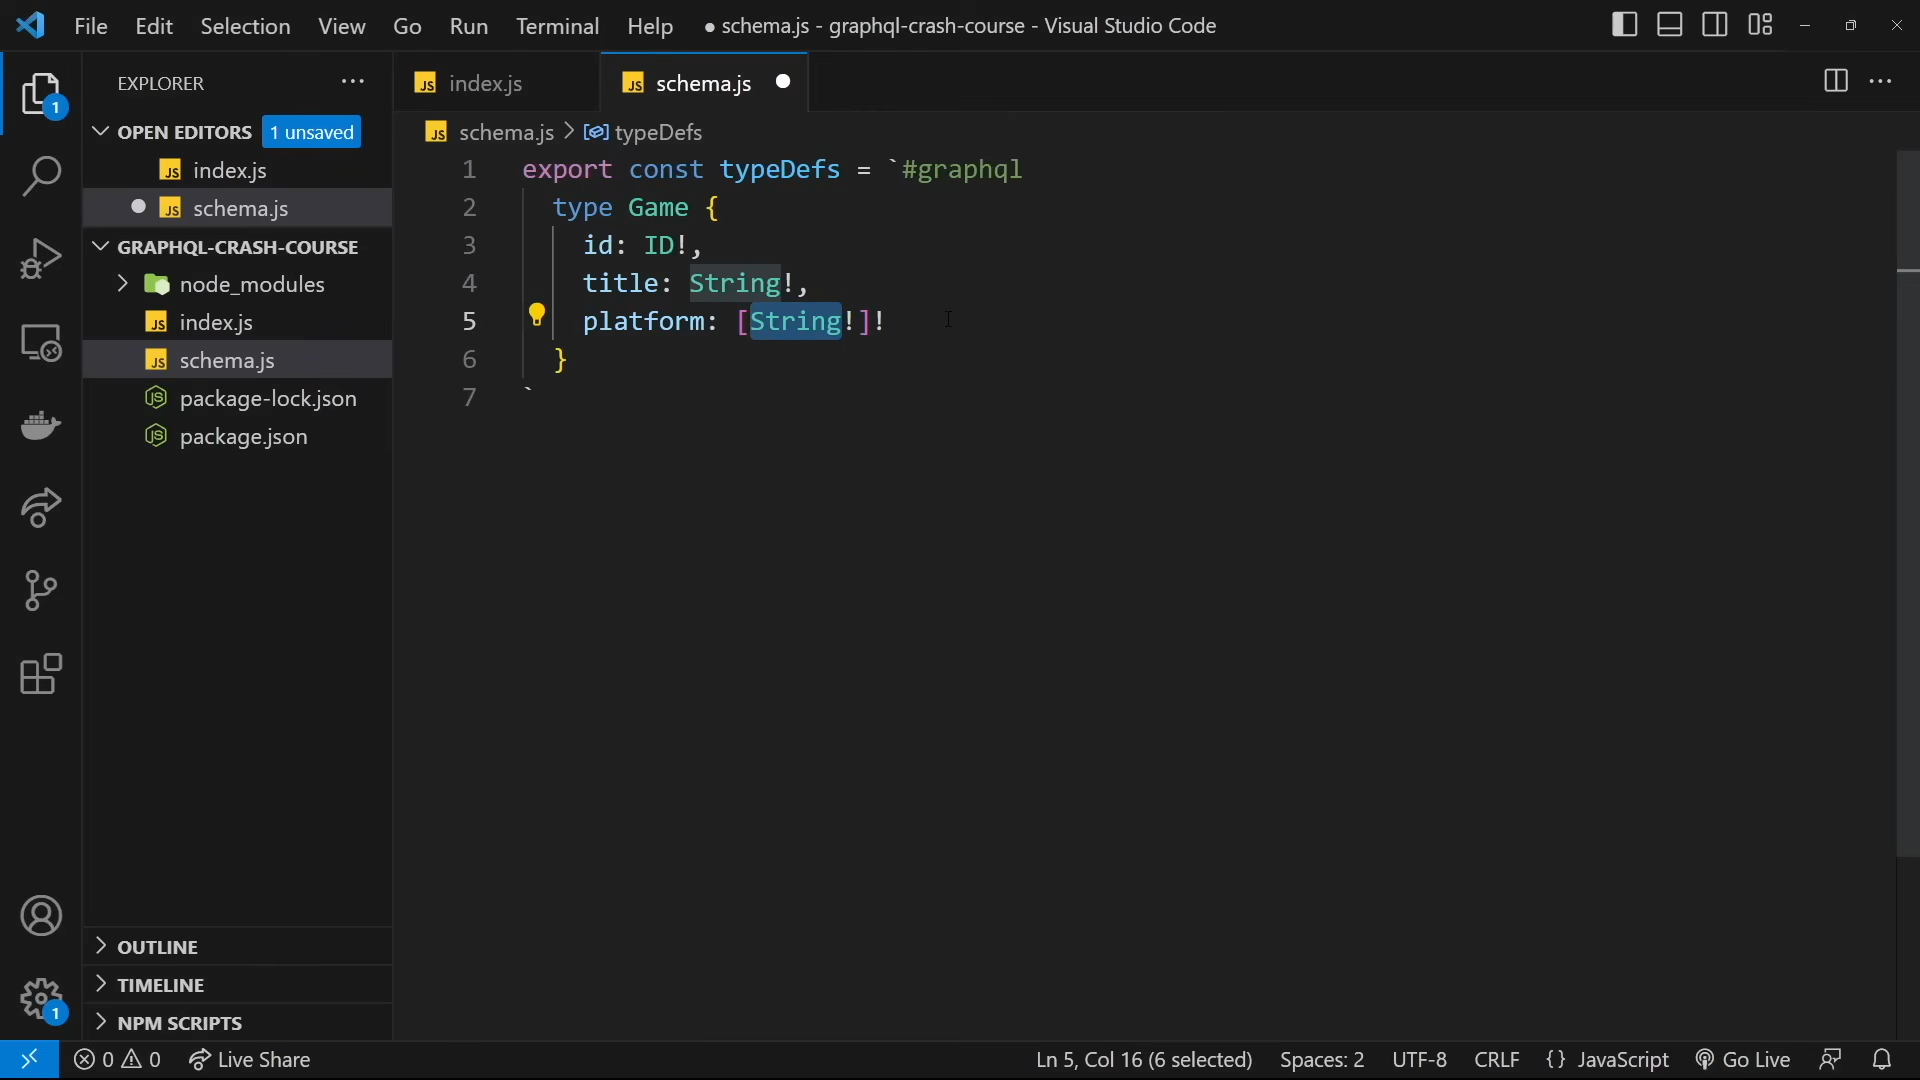 File Edit Selection View Go Run Terminal Help ● schema.js - graphql-crash-course - Visual Studio Code
EXPLORER ···
index.js
schema.js ●
OPEN EDITORS 1 unsaved
index.js
schema.js
GRAPHQL-CRASH-COURSE
node_modules
index.js
schema.js
package-lock.json
package.json
OUTLINE
TIMELINE
NPM SCRIPTS
schema.js > typeDefs
1 export const typeDefs = `#graphql
2 type Game {
3 id: ID!,
4 title: String!,
5 platform: [String!]!
6 }
7 `
1
1
0 0 Live Share Ln 5, Col 16 (6 selected) Spaces: 2 UTF-8 CRLF {} JavaScript Go Live